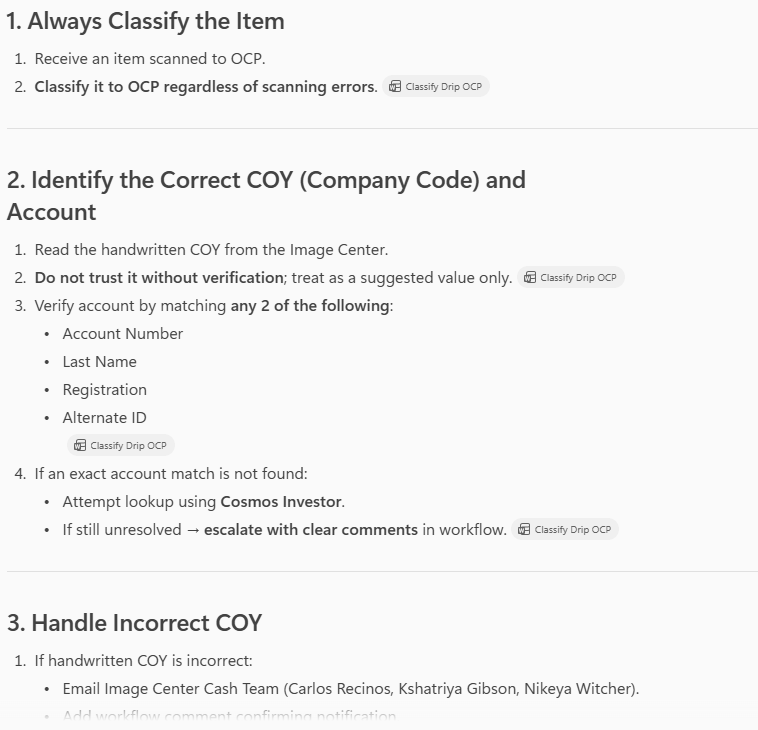 1. Always Classify the Item
1. Receive an item scanned to OCP.
2. Classify it to OCP regardless of scanning errors. Classify Drip OCP
2. Identify the Correct COY (Company Code) and
Account
1. Read the handwritten COY from the Image Center.
2. Do not trust it without verification; treat as a suggested value only. Classify Drip OCP
3. Verify account by matching any 2 of the following:
• Account Number
• Last Name
• Registration
• Alternate ID
Classify Drip OCP
4. If an exact account match is not found:
• Attempt lookup using Cosmos Investor.
• If still unresolved → escalate with clear comments in workflow. Classify Drip OCP
3. Handle Incorrect COY
1. If handwritten COY is incorrect:
• Email Image Center Cash Team (Carlos Recinos, Kshatriya Gibson, Nikeya Witcher).
• Add workflow comment confirming notification